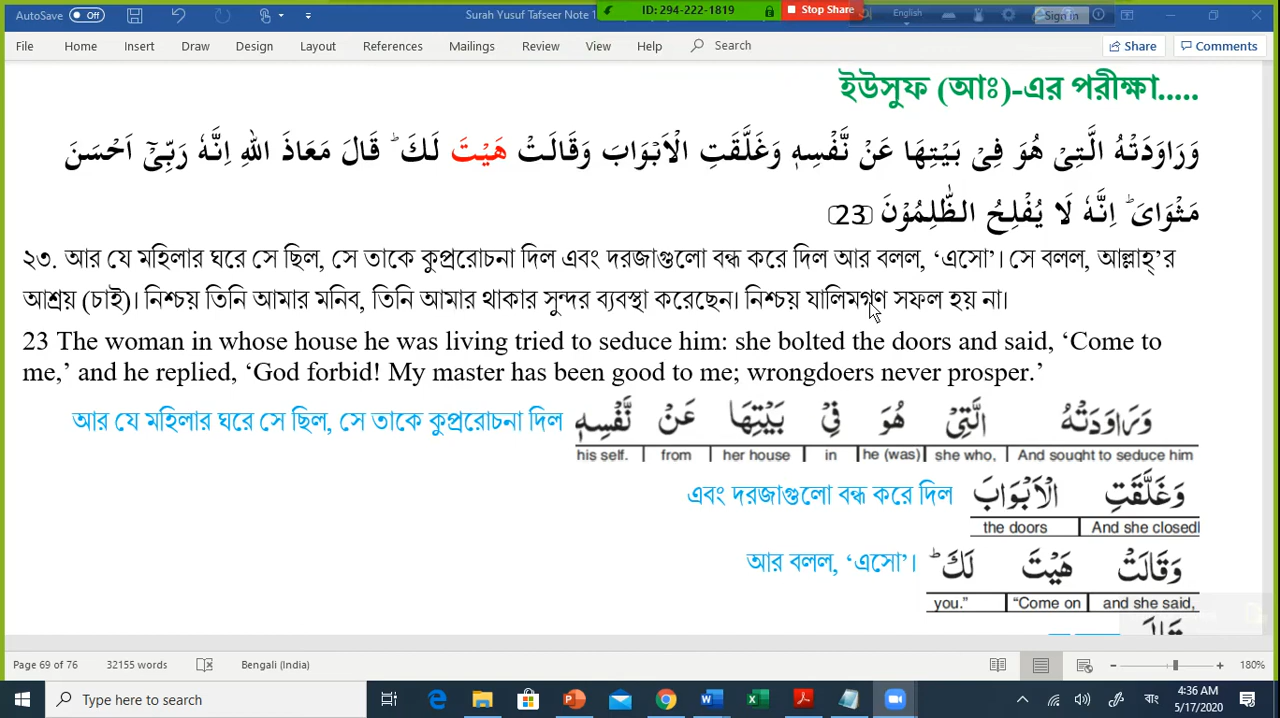 AutoSave Off Surah Yusuf Tafseer Note 1 ID: 294-222-1819 Stop Share English Sign in
File Home Insert Draw Design Layout References Mailings Review View Help Search Share Comments
ইউসুফ (আঃ)-এর পরীক্ষা.....
وَرَاوَدَتْهُ الَّتِيْ هُوَ فِيْ بَيْتِهَا عَنْ نَّفْسِهٖ وَغَلَّقَتِ الْاَبْوَابَ وَقَالَتْ هَيْتَ لَكَ ؕ قَالَ مَعَاذَ اللهِ اِنَّهٗ رَبِّيْٓ اَحْسَنَ
مَثْوَايَ ؕ اِنَّهٗ لَا يُفْلِحُ الظّٰلِمُوْنَ 23
২৩. আর যে মহিলার ঘরে সে ছিল, সে তাকে কুপ্ররোচনা দিল এবং দরজাগুলো বন্ধ করে দিল আর বলল, ‘এসো’। সে বলল, আল্লাহ্’র
আশ্রয় (চাই)। নিশ্চয় তিনি আমার মনিব, তিনি আমার থাকার সুন্দর ব্যবস্থা করেছেন। নিশ্চয় যালিমগণ সফল হয় না।
23 The woman in whose house he was living tried to seduce him: she bolted the doors and said, ‘Come to
me,’ and he replied, ‘God forbid! My master has been good to me; wrongdoers never prosper.’
আর যে মহিলার ঘরে সে ছিল, সে তাকে কুপ্ররোচনা দিল وَرَاوَدَتْهُ الَّتِيْ هُوَ فِيْ بَيْتِهَا عَنْ نَّفْسِهٖ
his self. from her house in he (was) she who, And sought to seduce him
এবং দরজাগুলো বন্ধ করে দিল وَغَلَّقَتِ الْاَبْوَابَ
the doors And she closed
আর বলল, ‘এসো’। وَقَالَتْ هَيْتَ لَكَ ؕ
you.” “Come on and she said,
Page 69 of 76 32155 words Bengali (India) 180%
Type here to search বাং 4:36 AM
5/17/2020